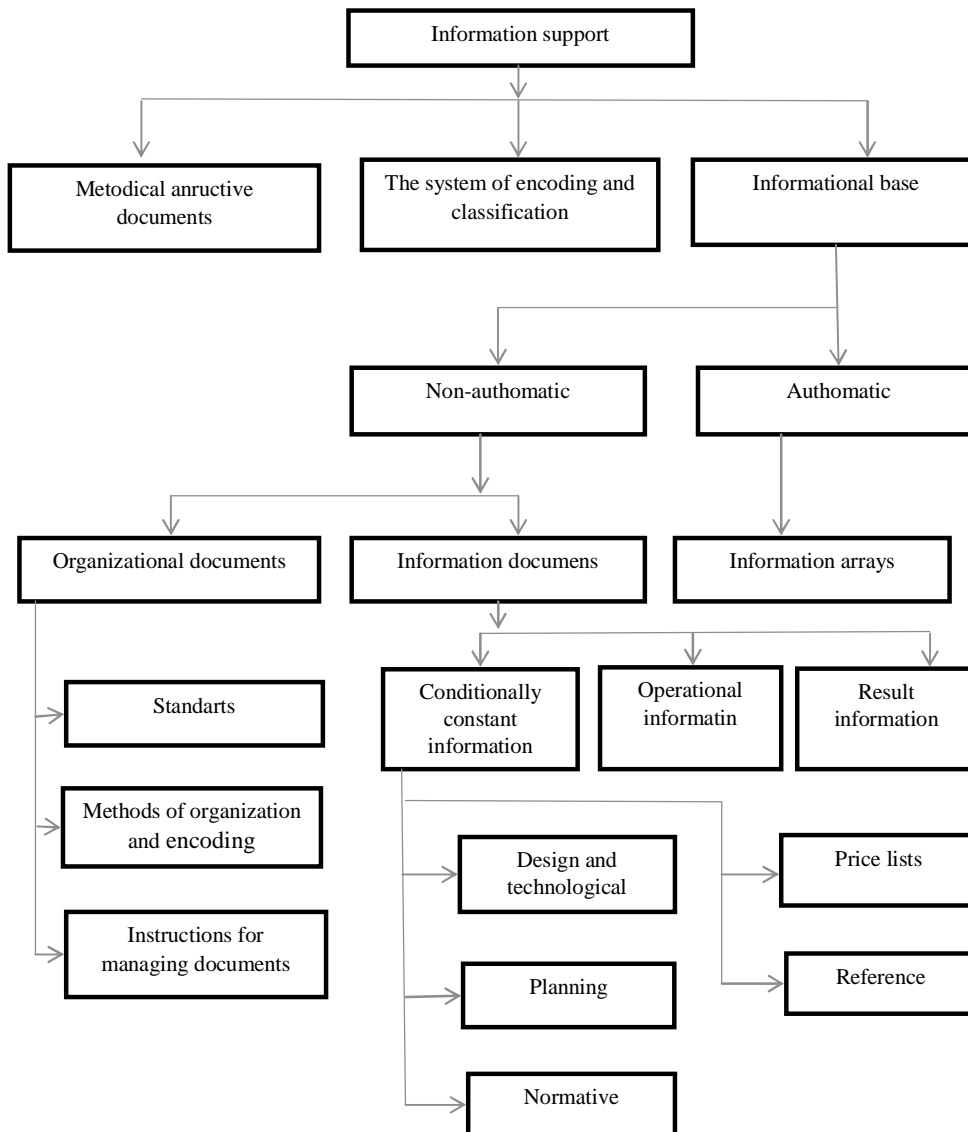 Information support
Metodical anructive
documents
The system of encoding and
classification
Informational base
Non-authomatic
Authomatic
Organizational documents
Information documens
Information arrays
Conditionally
constant
information
Operational
informatin
Result
information
Standarts
Methods of organization
and encoding
Instructions for
managing documents
Design and
technological
Price lists
Planning
Reference
Normative